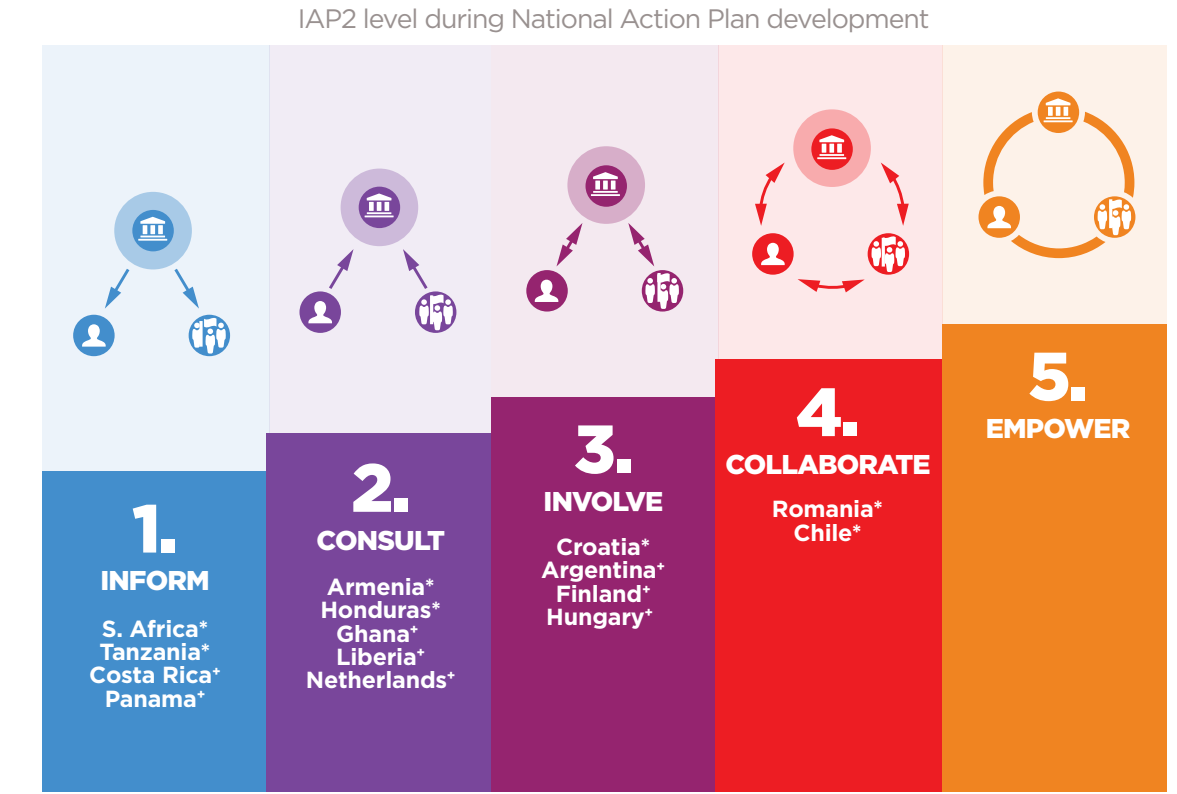 IAP2 level during National Action Plan development
1.
INFORM
S. Africa*
Tanzania*
Costa Rica⁺
Panama⁺
2.
CONSULT
Armenia*
Honduras*
Ghana⁺
Liberia⁺
Netherlands⁺
3.
INVOLVE
Croatia*
Argentina⁺
Finland⁺
Hungary⁺
4.
COLLABORATE
Romania*
Chile*
5.
EMPOWER